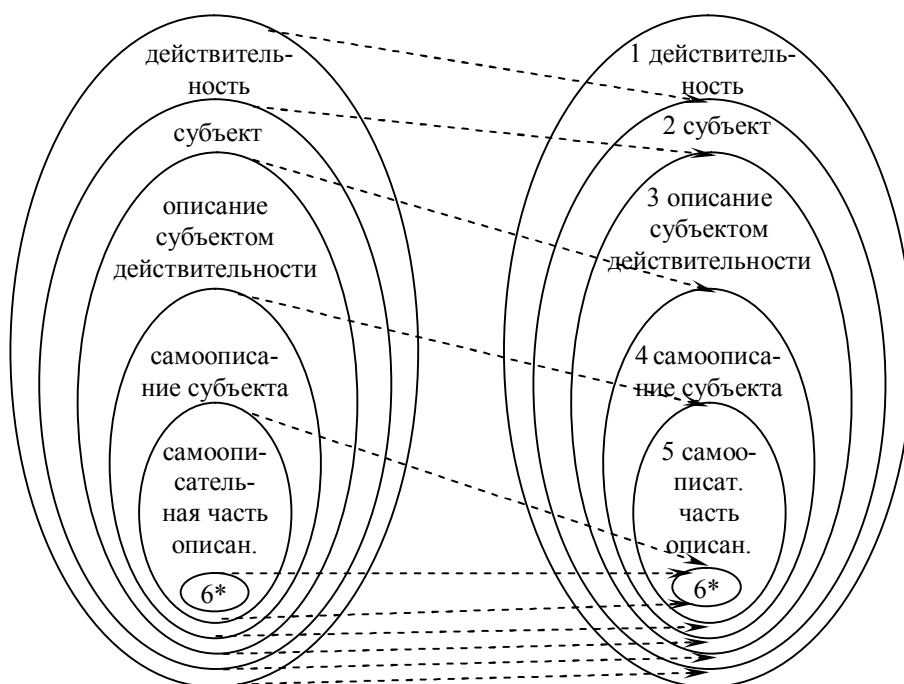 действитель-
ность
субъект
описание
субъектом
действительности
самоописа-
ние субъекта
самоопи-
сатель-
ная часть
описан.
6*
1 действитель-
ность
2 субъект
3 описание
субъектом
действительности
4 самоописа-
ние субъекта
5 самоо-
писат.
часть
описан.
6*